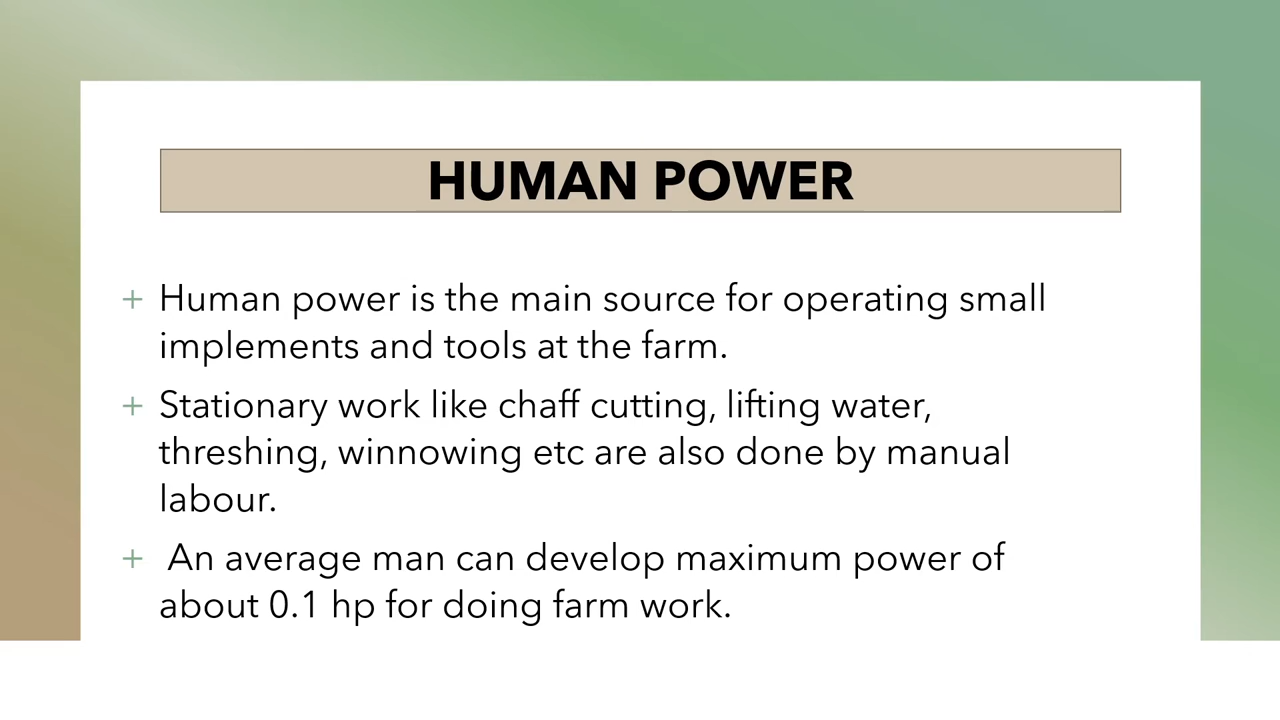 HUMAN POWER
+ Human power is the main source for operating small
implements and tools at the farm.
+ Stationary work like chaff cutting, lifting water,
threshing, winnowing etc are also done by manual
labour.
+ An average man can develop maximum power of
about 0.1 hp for doing farm work.